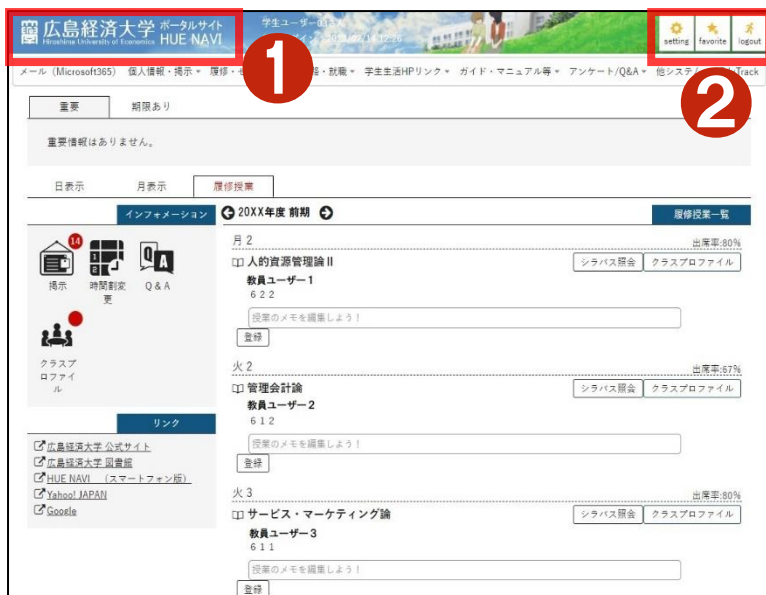 広島経済大学 ポータルサイト
Hiroshima University of Economics HUE NAVI
学生ユーザー
setting favorite logout
1
2
メール (Microsoft365) 個人情報・掲示 履修・ ・就職 学生生活HPリンク ガイド・マニュアル等 アンケート/Q&A 他システ Track
重要 期限あり
重要情報はありません。
日表示 月表示 履修授業
インフォメーション
14
掲示 時間割変更 Q&A
クラスプロファイル
リンク
広島経済大学 公式サイト
広島経済大学 図書館
HUE NAVI (スマートフォン版)
Yahoo! JAPAN
Google
20XX年度 前期 履修授業一覧
月2 出席率:80%
人的資源管理論Ⅱ シラバス照会 クラスプロファイル
教員ユーザー1
622
授業のメモを編集しよう!
登録
火2 出席率:67%
管理会計論 シラバス照会 クラスプロファイル
教員ユーザー2
612
授業のメモを編集しよう!
登録
火3 出席率:80%
サービス・マーケティング論 シラバス照会 クラスプロファイル
教員ユーザー3
611
授業のメモを編集しよう!
登録